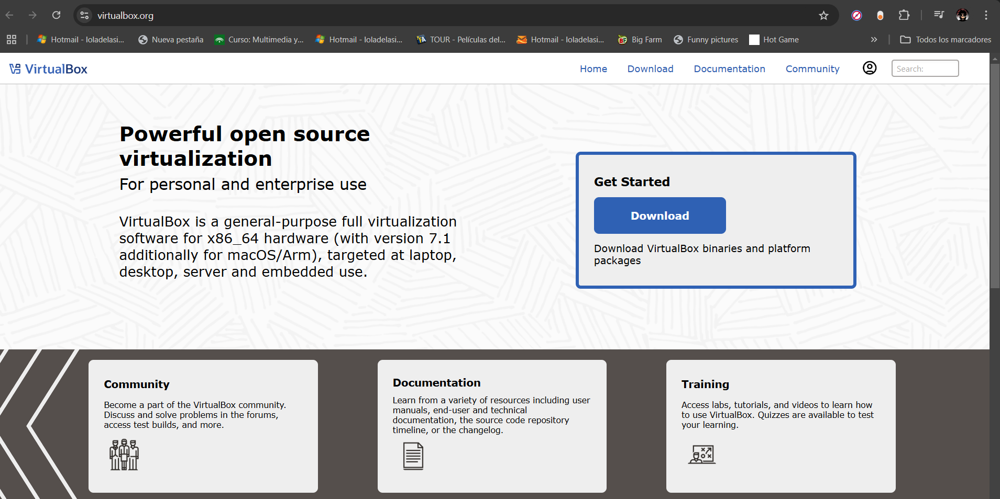 virtualbox.org
Hotmail - loladelasi...
Nueva pestaña
Curso: Multimedia y...
Hotmail - loladelasi...
TOUR - Películas del...
Hotmail - loladelasi...
Big Farm
Funny pictures
Hot Game
Todos los marcadores
VirtualBox
Home
Download
Documentation
Community
Search:
Powerful open source
virtualization
For personal and enterprise use
VirtualBox is a general-purpose full virtualization
software for x86_64 hardware (with version 7.1
additionally for macOS/Arm), targeted at laptop,
desktop, server and embedded use.
Get Started
Download
Download VirtualBox binaries and platform
packages
Community
Become a part of the VirtualBox community.
Discuss and solve problems in the forums,
access test builds, and more.
Documentation
Learn from a variety of resources including user
manuals, end-user and technical
documentation, the source code repository
timeline, or the changelog.
Training
Access labs, tutorials, and videos to learn how
to use VirtualBox. Quizzes are available to test
your learning.